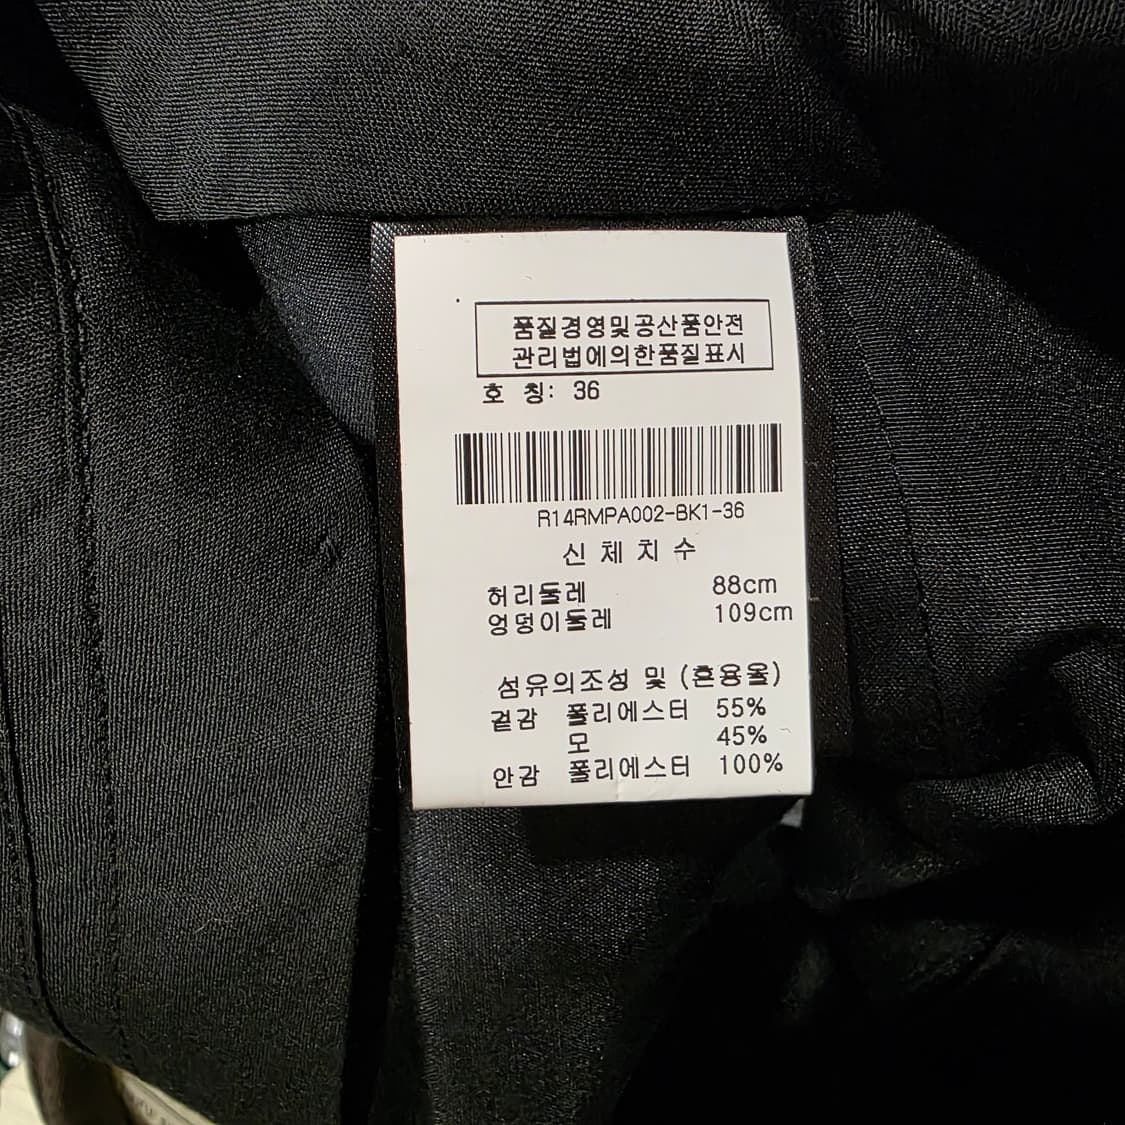 품질경영및공산품안전
관리법에의한품질표시
호 칭: 36
R14RMPA002-BK1-36
신 체 치 수
허리둘레 88cm
엉덩이둘레 109cm
섬유의조성 및 (혼용율)
겉감 폴리에스터 55%
모 45%
안감 폴리에스터 100%